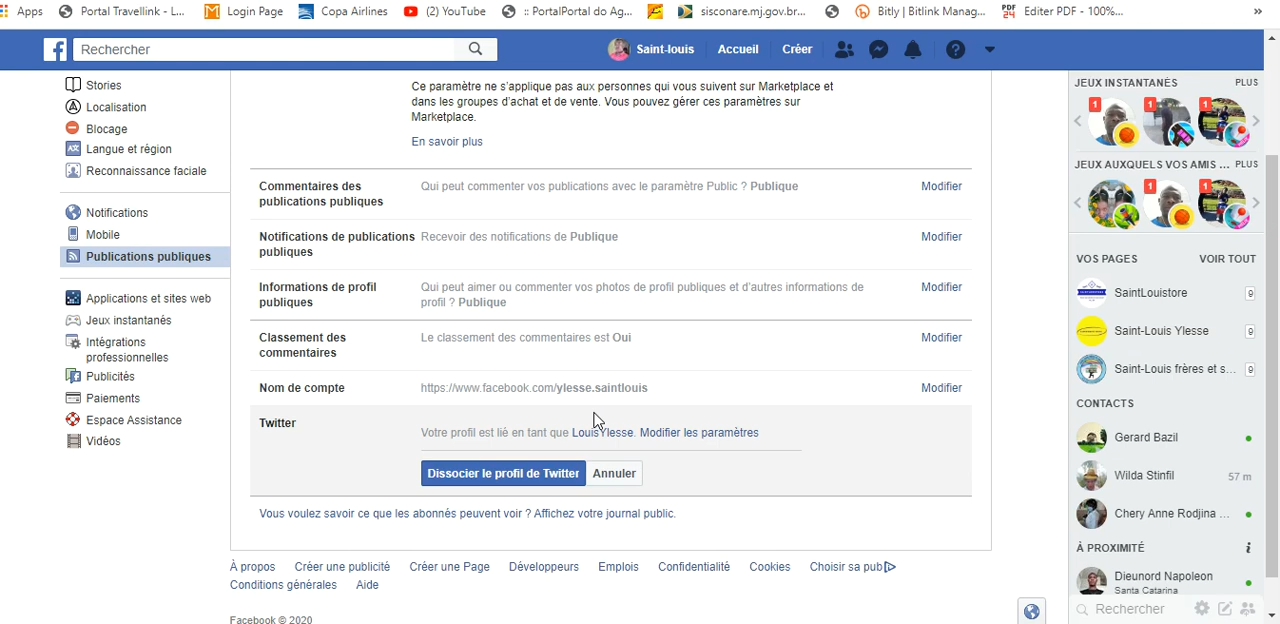 Apps
Portal Travellink - L...
Login Page
Copa Airlines
(2) YouTube
:: PortalPortal do Ag...
sisconare.mj.gov.br...
Bitly | Bitlink Manag...
PDF 24
Editer PDF - 100%...
»
Rechercher
Saint-louis
Accueil
Créer
Stories
Localisation
Blocage
Langue et région
Reconnaissance faciale
Notifications
Mobile
Publications publiques
Applications et sites web
Jeux instantanés
Intégrations
professionnelles
Publicités
Paiements
Espace Assistance
Vidéos
Ce paramètre ne s'applique pas aux personnes qui vous suivent sur Marketplace et
dans les groupes d'achat et de vente. Vous pouvez gérer ces paramètres sur
Marketplace.
En savoir plus
Commentaires des
publications publiques
Qui peut commenter vos publications avec le paramètre Public ? Publique
Modifier
Notifications de publications
publiques
Recevoir des notifications de Publique
Modifier
Informations de profil
publiques
Qui peut aimer ou commenter vos photos de profil publiques et d'autres informations de
profil ? Publique
Modifier
Classement des
commentaires
Le classement des commentaires est Oui
Modifier
Nom de compte
https://www.facebook.com/ylesse.saintlouis
Modifier
Twitter
Votre profil est lié en tant que LouisYlesse. Modifier les paramètres
Dissocier le profil de Twitter
Annuler
Vous voulez savoir ce que les abonnés peuvent voir ? Affichez votre journal public.
À propos
Créer une publicité
Créer une Page
Développeurs
Emplois
Confidentialité
Cookies
Choisir sa pub
Conditions générales
Aide
Facebook © 2020
JEUX INSTANTANÉS
PLUS
1
1
1
JEUX AUXQUELS VOS AMIS ...
PLUS
1
1
VOS PAGES
VOIR TOUT
SaintLouistore
9
Saint-Louis Ylesse
9
Saint-Louis frères et s...
9
CONTACTS
Gerard Bazil
Wilda Stinfil
57 m
Chery Anne Rodjina ...
À PROXIMITÉ
Dieunord Napoleon
Santa Catarina
Rechercher